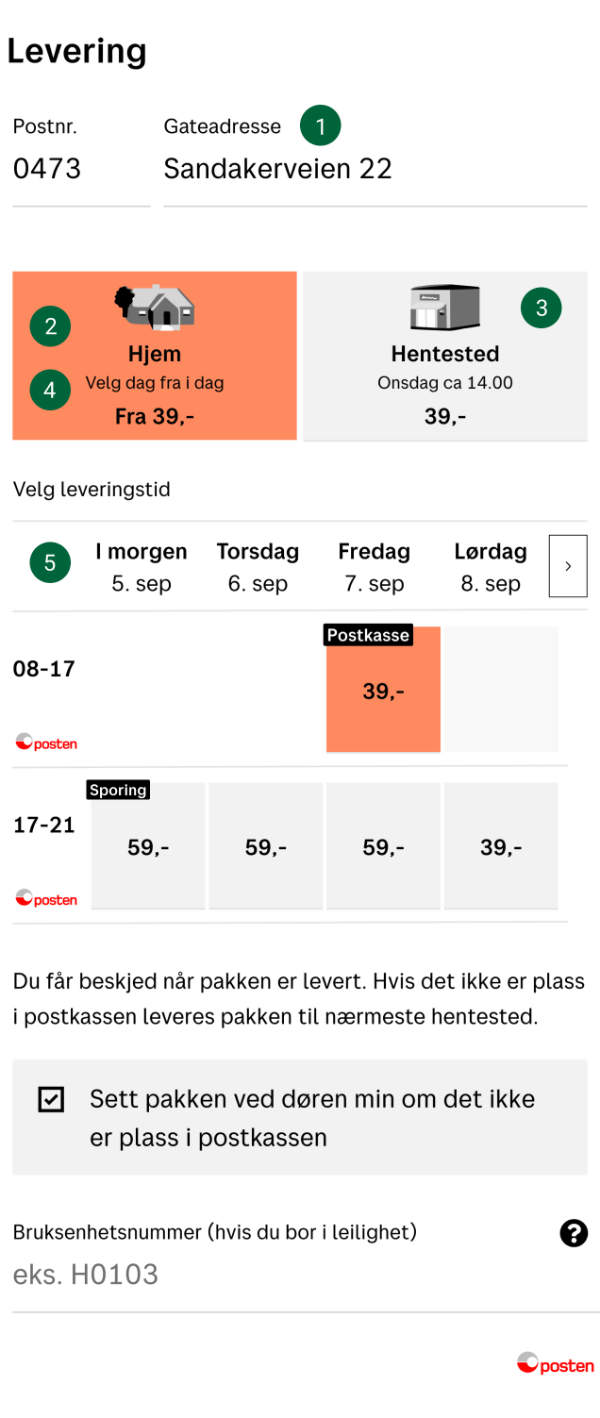 Levering
Postnr. Gateadresse 1
0473 Sandakerveien 22
2 3
Hjem Hentested
4 Velg dag fra i dag Onsdag ca 14.00
Fra 39,- 39,-
Velg leveringstid
5 I morgen Torsdag Fredag Lørdag >
5. sep 6. sep 7. sep 8. sep
Postkasse
08-17 39,-
posten
Sporing
17-21 59,- 59,- 59,- 39,-
posten
Du får beskjed når pakken er levert. Hvis det ikke er plass
i postkassen leveres pakken til nærmeste hentested.
Sett pakken ved døren min om det ikke
er plass i postkassen
Bruksenhetsnummer (hvis du bor i leilighet) ?
eks. H0103
posten